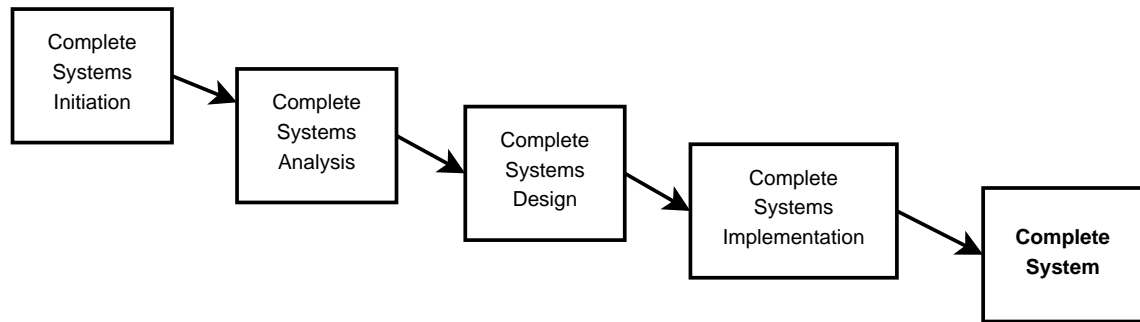 Complete
Systems
Initiation
Complete
Systems
Analysis
Complete
Systems
Design
Complete
Systems
Implementation
Complete
System